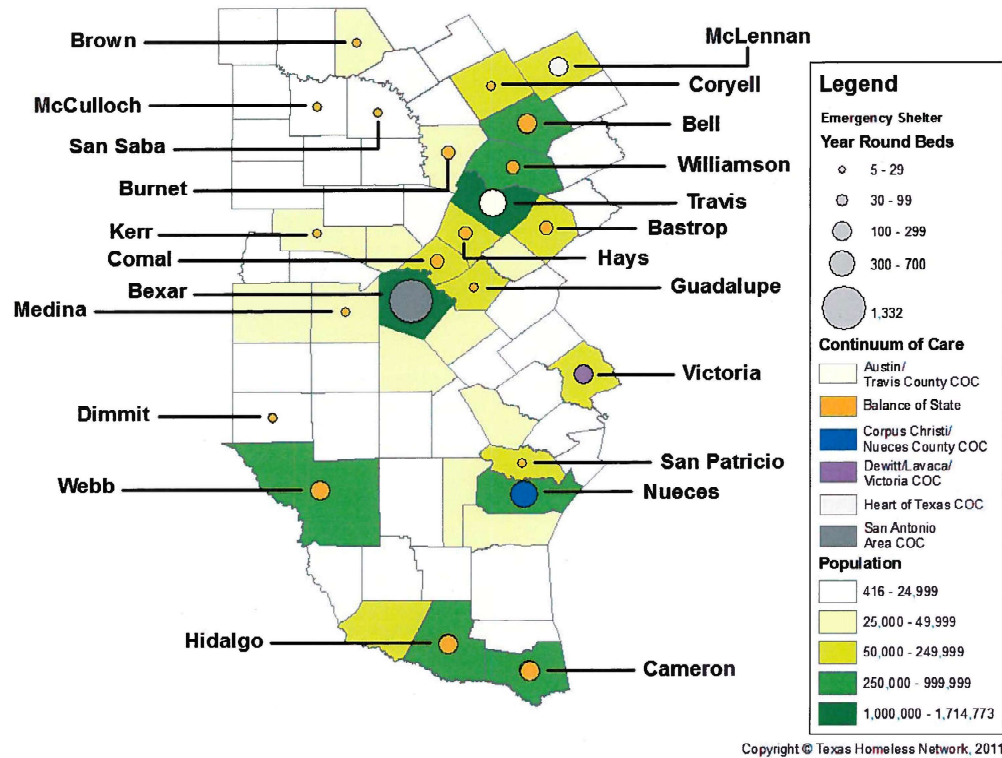 Brown
McCulloch
San Saba
Burnet
Kerr
Comal
Bexar
Medina
Dimmit
Webb
Hidalgo
McLennan
Coryell
Bell
Williamson
Travis
Bastrop
Hays
Guadalupe
Victoria
San Patricio
Nueces
Cameron
Legend
Emergency Shelter
Year Round Beds
5 - 29
30 - 99
100 - 299
300 - 700
1,332
Continuum of Care
Austin/
Travis County COC
Balance of State
Corpus Christi/
Nueces County COC
Dewitt/Lavaca/
Victoria COC
Heart of Texas COC
San Antonio
Area COC
Population
416 - 24,999
25,000 - 49,999
50,000 - 249,999
250,000 - 999,999
1,000,000 - 1,714,773
Copyright © Texas Homeless Network, 2011